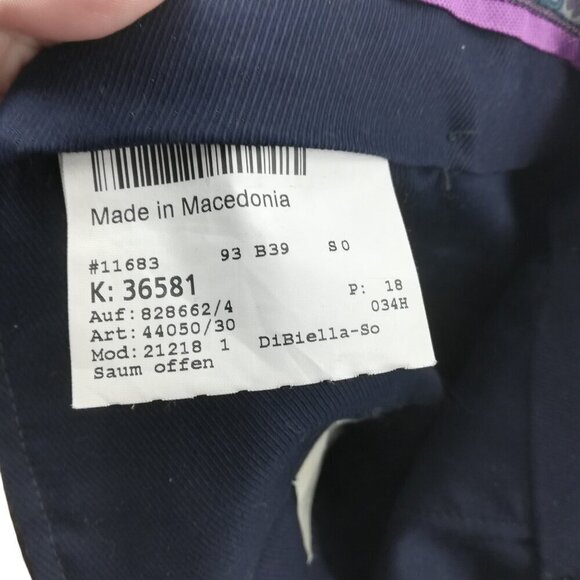 Made in Macedonia
#11683 93 B39 S0
K: 36581 P: 18
Auf: 828662/4 034H
Art: 44050/30
Mod: 21218 1 DiBiella-So
Saum offen